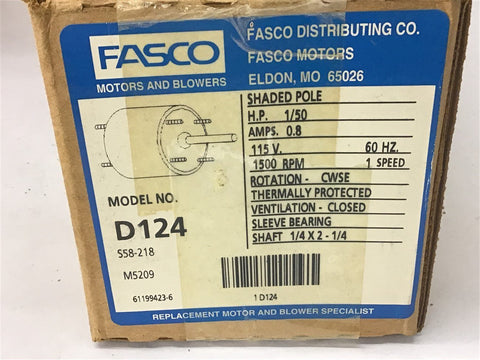 FASCO
MOTORS AND BLOWERS
FASCO DISTRIBUTING CO.
FASCO MOTORS
ELDON, MO 65026
MODEL NO.
D124
S58-218
M5209
61199423-6
SHADED POLE
H.P. 1/50
AMPS. 0.8
115 V. 60 HZ.
1500 RPM 1 SPEED
ROTATION - CWSE
THERMALLY PROTECTED
VENTILATION - CLOSED
SLEEVE BEARING
SHAFT 1/4 X 2 - 1/4
1 D124
REPLACEMENT MOTOR AND BLOWER SPECIALIST